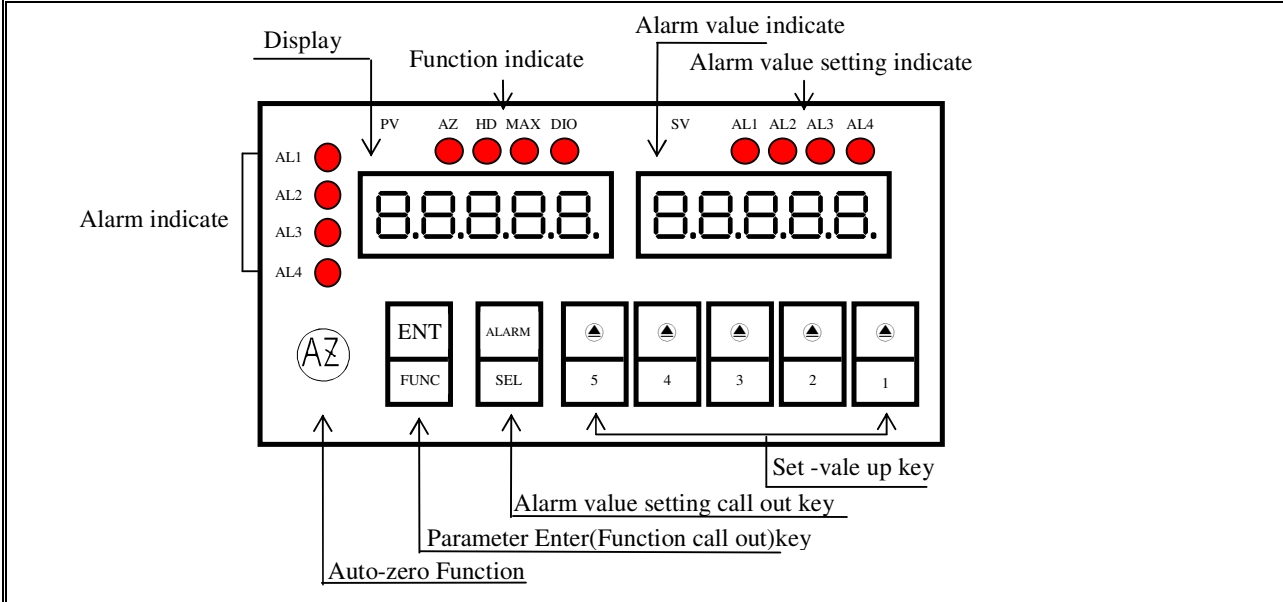 Alarm value indicate
Display
Function indicate
Alarm value setting indicate
PV AZ HD MAX DIO SV AL1 AL2 AL3 AL4
AL1
AL2
AL3
AL4
Alarm indicate
8.8.8.8.8. 8.8.8.8.8.
AZ
ENT ALARM
FUNC SEL 5 4 3 2 1
Set -vale up key
Alarm value setting call out key
Parameter Enter(Function call out)key
Auto-zero Function